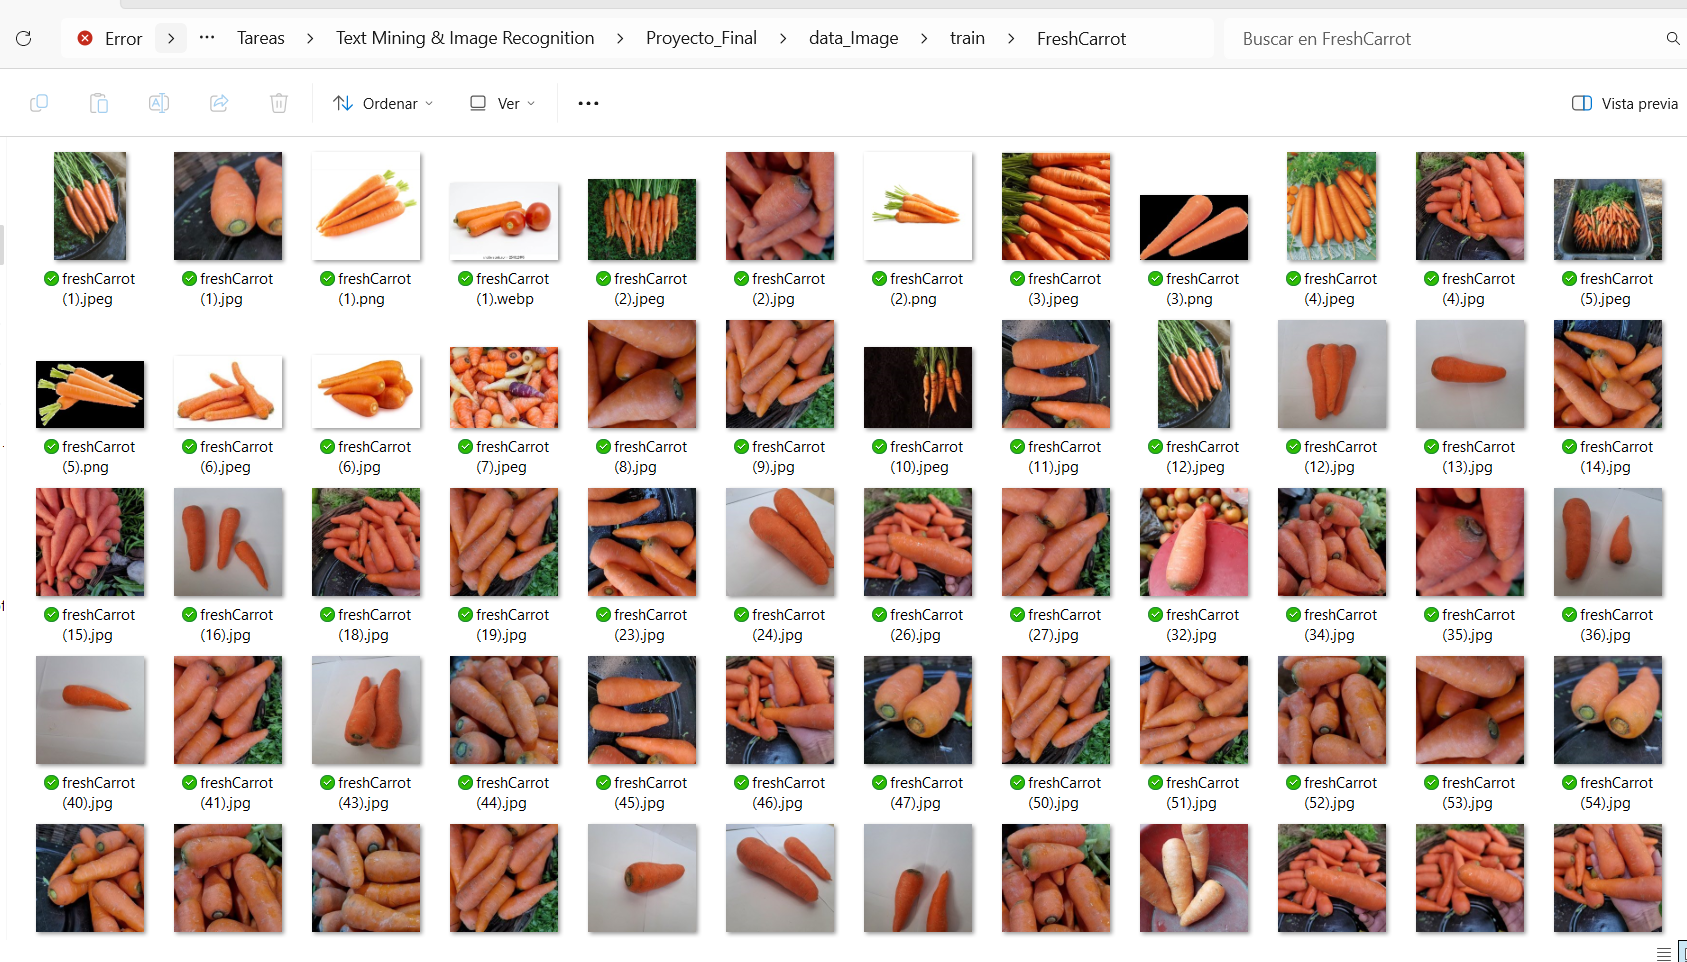 Error > ... Tareas > Text Mining & Image Recognition > Proyecto_Final > data_Image > train > FreshCarrot
Buscar en FreshCarrot
Ordenar
Ver
...
Vista previa
freshCarrot (1).jpeg
freshCarrot (1).jpg
freshCarrot (1).png
freshCarrot (1).webp
freshCarrot (2).jpeg
freshCarrot (2).jpg
freshCarrot (2).png
freshCarrot (3).jpeg
freshCarrot (3).png
freshCarrot (4).jpeg
freshCarrot (4).jpg
freshCarrot (5).jpeg
freshCarrot (5).png
freshCarrot (6).jpeg
freshCarrot (6).jpg
freshCarrot (7).jpeg
freshCarrot (8).jpg
freshCarrot (9).jpg
freshCarrot (10).jpeg
freshCarrot (11).jpg
freshCarrot (12).jpeg
freshCarrot (12).jpg
freshCarrot (13).jpg
freshCarrot (14).jpg
freshCarrot (15).jpg
freshCarrot (16).jpg
freshCarrot (18).jpg
freshCarrot (19).jpg
freshCarrot (23).jpg
freshCarrot (24).jpg
freshCarrot (26).jpg
freshCarrot (27).jpg
freshCarrot (32).jpg
freshCarrot (34).jpg
freshCarrot (35).jpg
freshCarrot (36).jpg
freshCarrot (40).jpg
freshCarrot (41).jpg
freshCarrot (43).jpg
freshCarrot (44).jpg
freshCarrot (45).jpg
freshCarrot (46).jpg
freshCarrot (47).jpg
freshCarrot (50).jpg
freshCarrot (51).jpg
freshCarrot (52).jpg
freshCarrot (53).jpg
freshCarrot (54).jpg